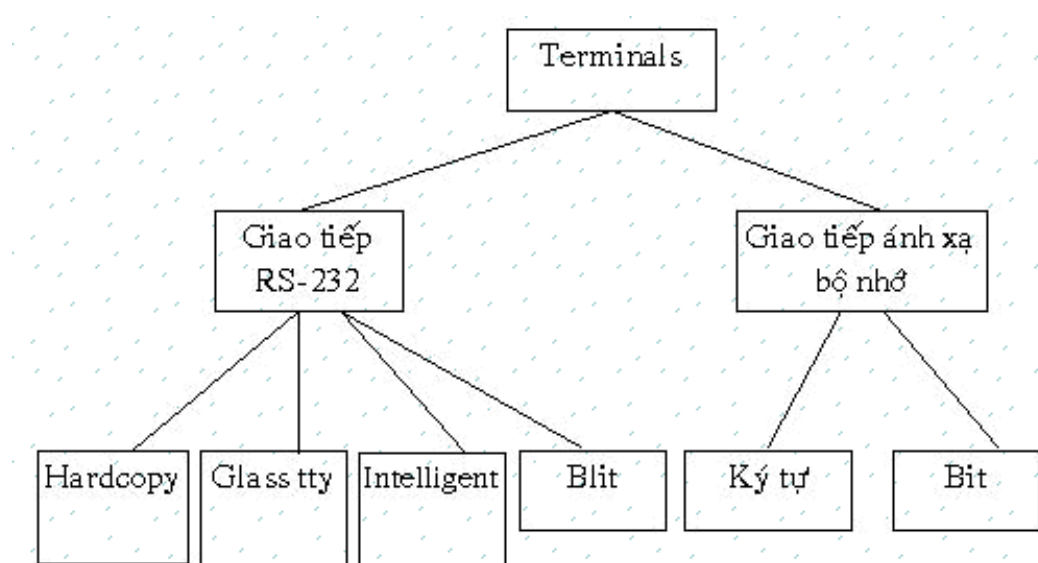 Terminals
Giao tiếp
RS-232
Giao tiếp ánh xạ
bộ nhớ
Hardcopy
Glass tty
Intelligent
Blit
Ký tự
Bit